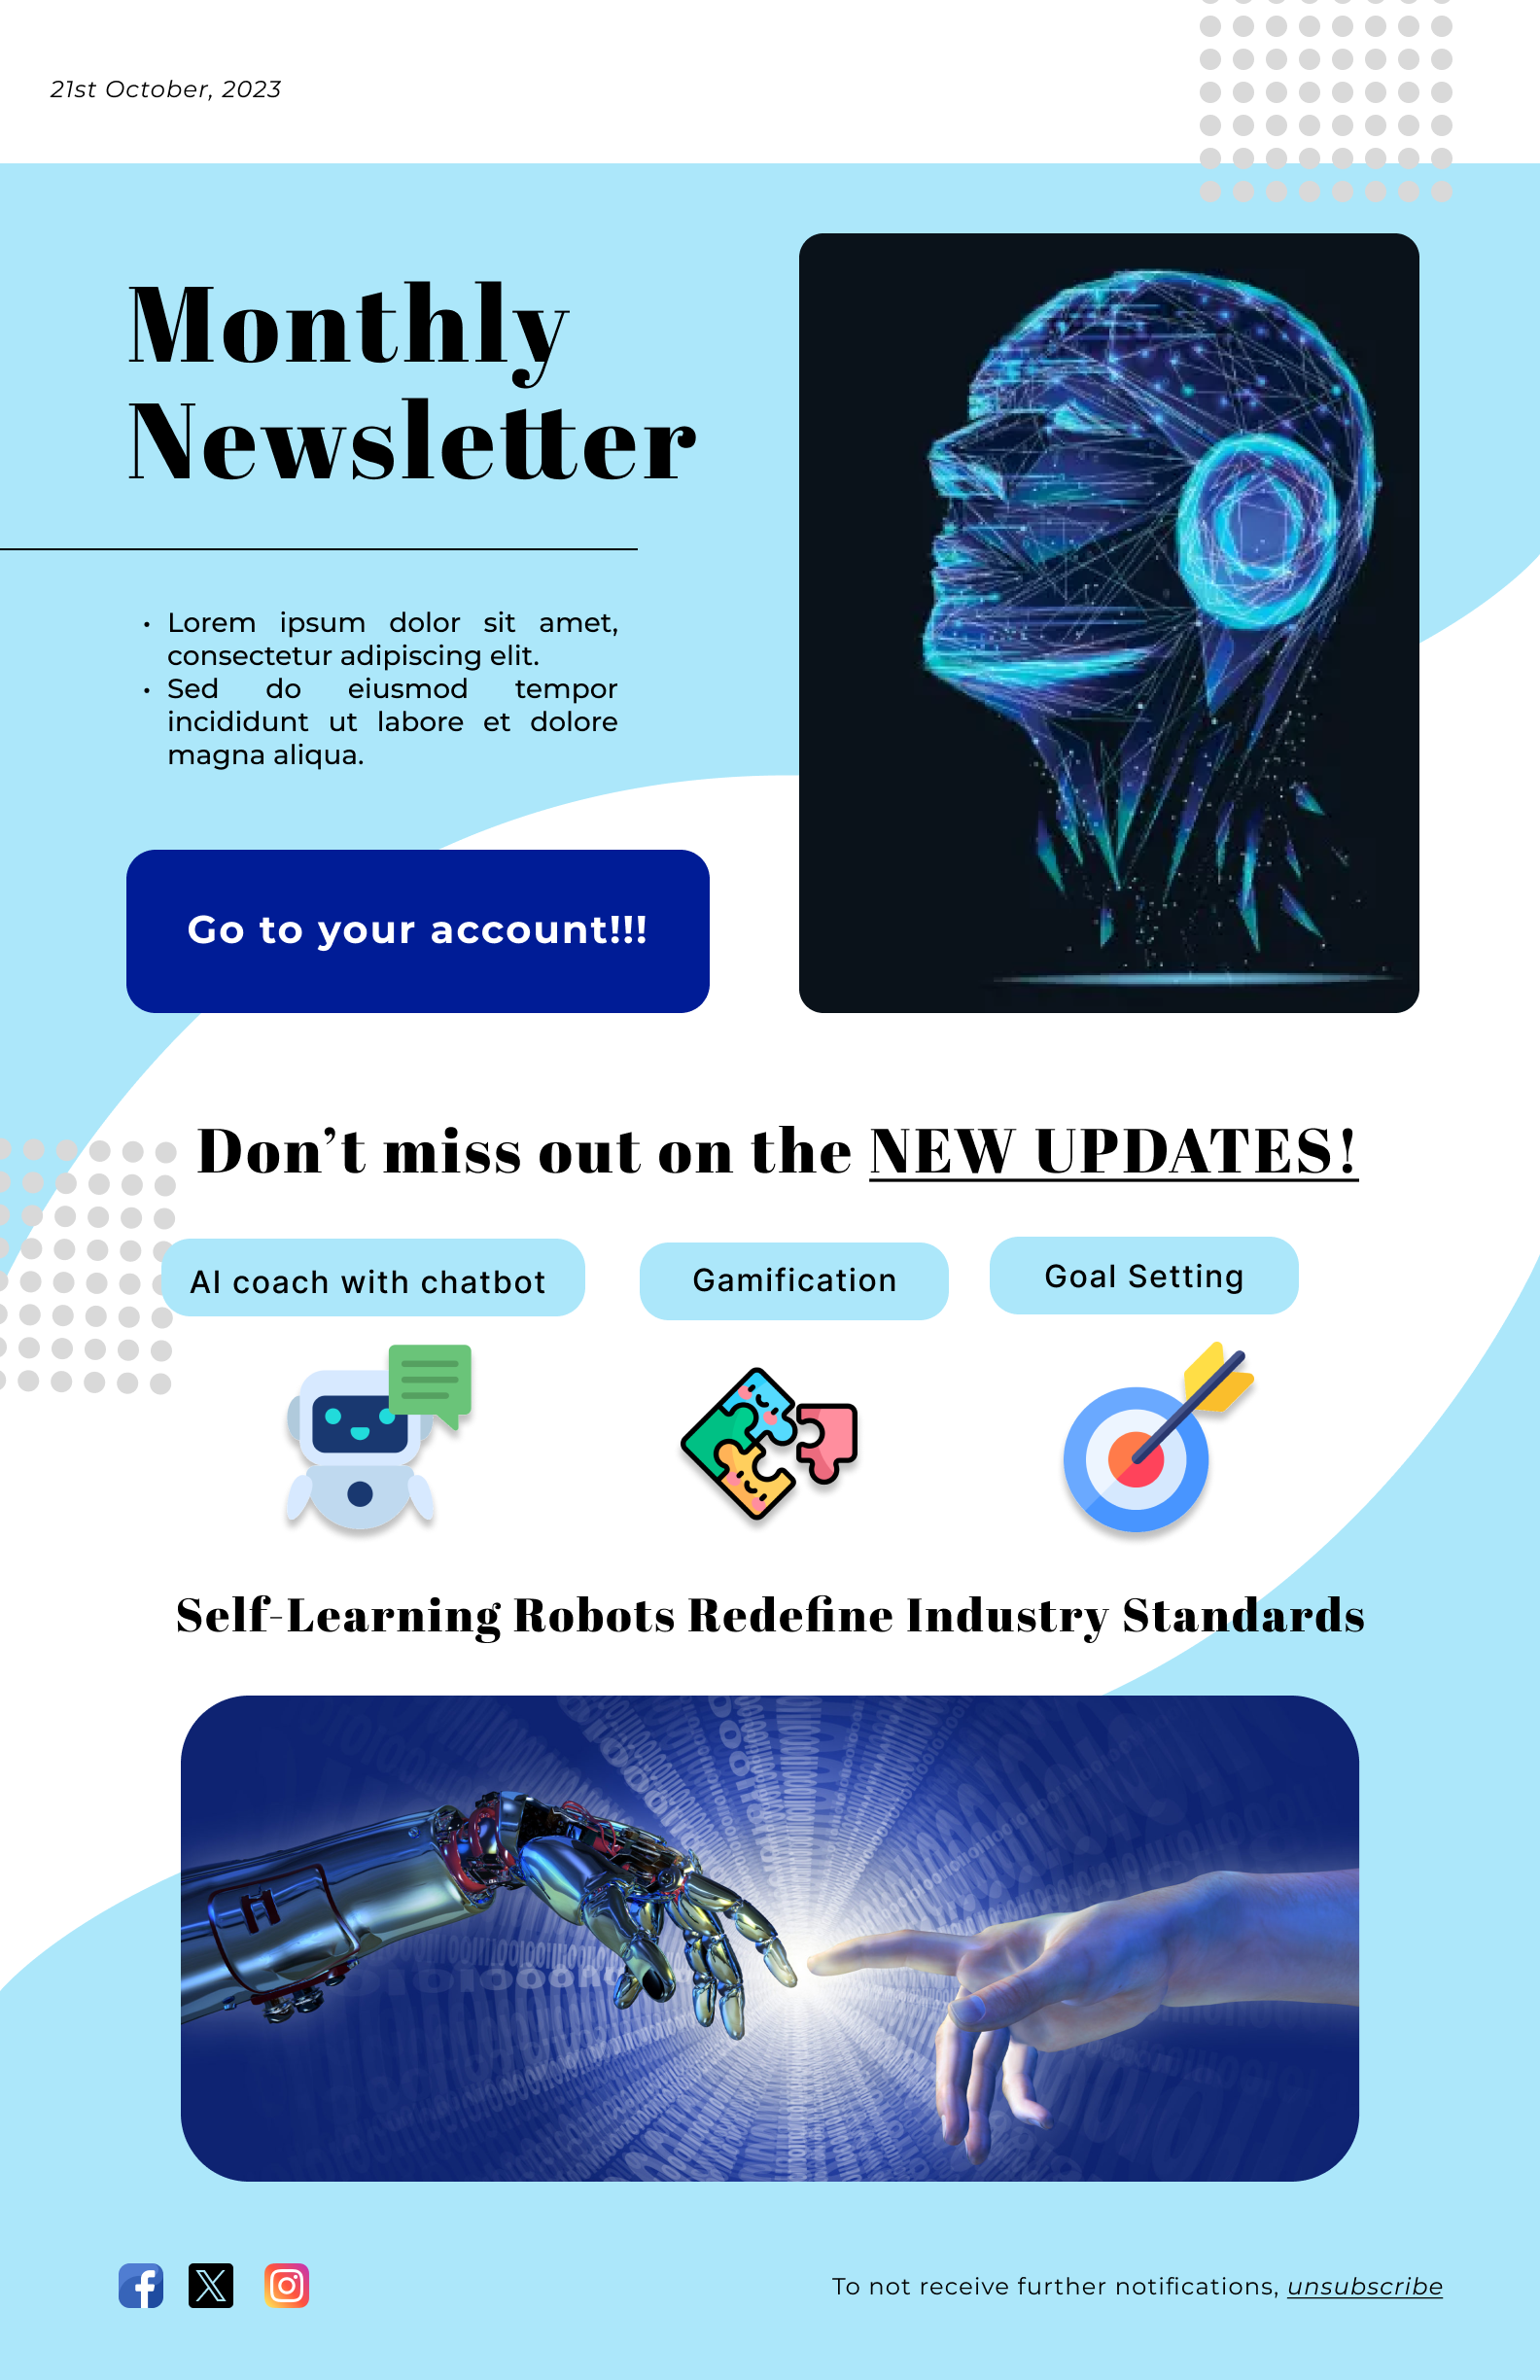 21st October, 2023
Monthly
Newsletter
• Lorem ipsum dolor sit amet,
consectetur adipiscing elit.
• Sed do eiusmod tempor
incididunt ut labore et dolore
magna aliqua.
Go to your account!!!
Don’t miss out on the NEW UPDATES!
AI coach with chatbot
Gamification
Goal Setting
Self-Learning Robots Redefine Industry Standards
To not receive further notifications, unsubscribe